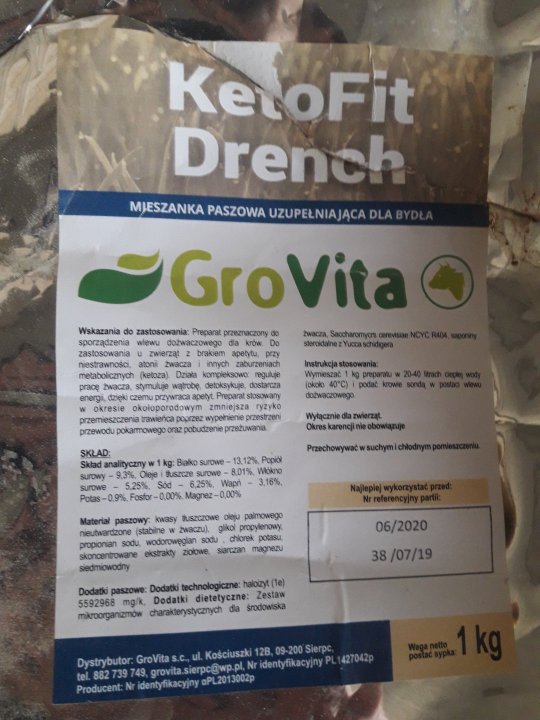 KetoFit
Drench
MIESZANKA PASZOWA UZUPEŁNIAJĄCA DLA BYDŁA
GroVita
Wskazania do zastosowania: Preparat przeznaczony do
sporządzenia wlewu dożwaczowego dla krów. Do
zastosowania u zwierząt z brakiem apetytu, przy
niestrawności, atonii żwacza i innych zaburzeniach
metabolicznych (ketoza). Działa kompleksowo: reguluje
pracę żwacza, stymuluje wątrobę, detoksykuje, dostarcza
energii, dzięki czemu przywraca apetyt. Preparat stosowany
w okresie okołoporodowym zmniejsza ryzyko
przemieszczenia trawieńca poprzez wypełnienie przestrzeni
przewodu pokarmowego oraz pobudzenie przeżuwania.
SKŁAD:
Skład analityczny w 1 kg: Białko surowe – 13,12%, Popiół
surowy – 9,3%, Oleje i tłuszcze surowe – 8,01%, Włókno
surowe – 5,25%, Sód – 6,25%, Wapń – 3,16%,
Potas – 0,9%, Fosfor – 0,00%, Magnez – 0,00%
Materiał paszowy: kwasy tłuszczowe oleju palmowego
nieutwardzone (stabilne w żwaczu), glikol propylenowy,
propionian sodu, wodorowęglan sodu , chlorek potasu,
skoncentrowane ekstrakty ziołowe, siarczan magnezu
siedmiowodny
Dodatki paszowe: Dodatki technologiczne: haloizyt (1e)
5592968 mg/k, Dodatki dietetyczne: Zestaw
mikroorganizmów charakterystycznych dla środowiska
żwacza, Saccharomycrs cerevisiae NCYC R404, saponiny
steroidalne z Yucca schidigera
Instrukcja stosowania:
Wymieszać 1 kg preparatu w 20-40 litrach ciepłej wody
(około 40°C) i podać krowie sondą w postaci wlewu
dożwaczowego.
Wyłącznie dla zwierząt.
Okres karencji nie obowiązuje
Przechowywać w suchym i chłodnym pomieszczeniu.
Najlepiej wykorzystać przed:
Nr referencyjny partii:
06/2020
38 /07/19
Dystrybutor: GroVita s.c., ul. Kościuszki 12B, 09-200 Sierpc,
tel. 882 739 749, grovita.sierpc@wp.pl, Nr identyfikacyjny PL1427042p
Producent: Nr identyfikacyjny αPL2013002p
Waga netto
postać sypka: 1 kg